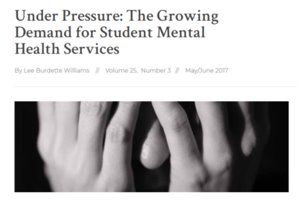 Under Pressure: The Growing
Demand for Student Mental
Health Services
By Lee Burdette Williams // Volume 25, Number 3 // May/June 2017